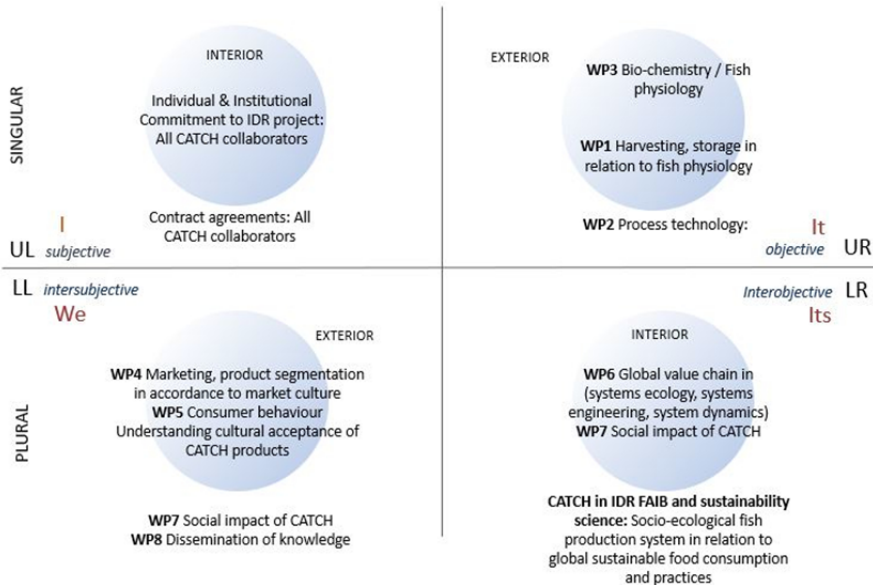 SINGULAR
INTERIOR
Individual & Institutional
Commitment to IDR project:
All CATCH collaborators
Contract agreements: All
CATCH collaborators
I
UL subjective
EXTERIOR
WP3 Bio-chemistry / Fish
physiology
WP1 Harvesting, storage in
relation to fish physiology
WP2 Process technology:
It
objective UR
LL intersubjective
We
PLURAL
EXTERIOR
WP4 Marketing, product segmentation
in accordance to market culture
WP5 Consumer behaviour
Understanding cultural acceptance of
CATCH products
WP7 Social impact of CATCH
WP8 Dissemination of knowledge
Interobjective LR
Its
INTERIOR
WP6 Global value chain in
(systems ecology, systems
engineering, system dynamics)
WP7 Social impact of CATCH
CATCH in IDR FAIB and sustainability
science: Socio-ecological fish
production system in relation to
global sustainable food consumption
and practices